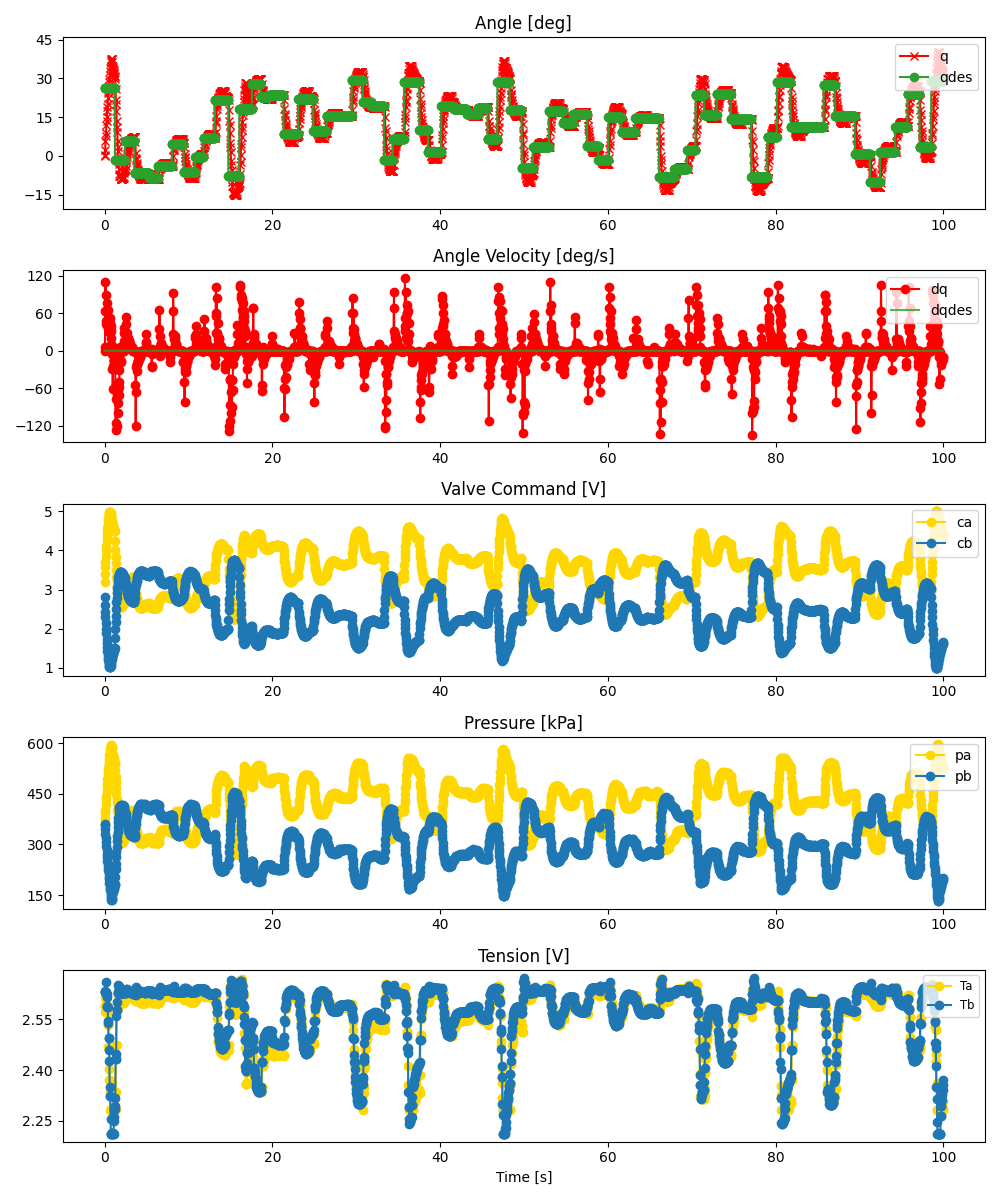 Angle [deg]
45
30
15
0
−15
q
qdes
0 20 40 60 80 100
Angle Velocity [deg/s]
120
60
0
−60
−120
dq
dqdes
0 20 40 60 80 100
Valve Command [V]
5
4
3
2
1
ca
cb
0 20 40 60 80 100
Pressure [kPa]
600
450
300
150
pa
pb
0 20 40 60 80 100
Tension [V]
2.55
2.40
2.25
Ta
Tb
0 20 40 60 80 100
Time [s]